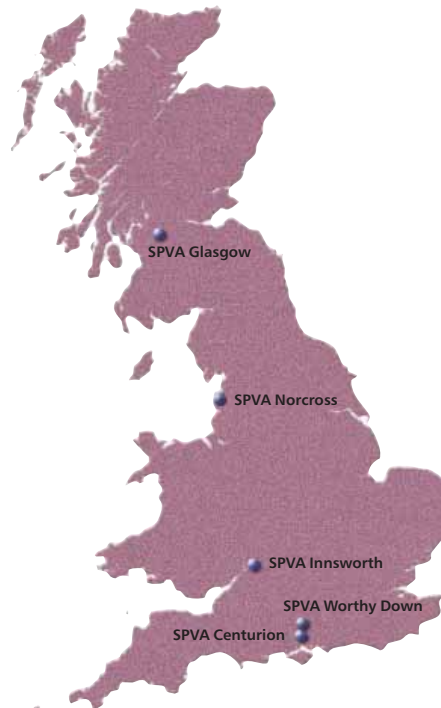 SPVA Glasgow
SPVA Norcross
SPVA Innsworth
SPVA Worthy Down
SPVA Centurion